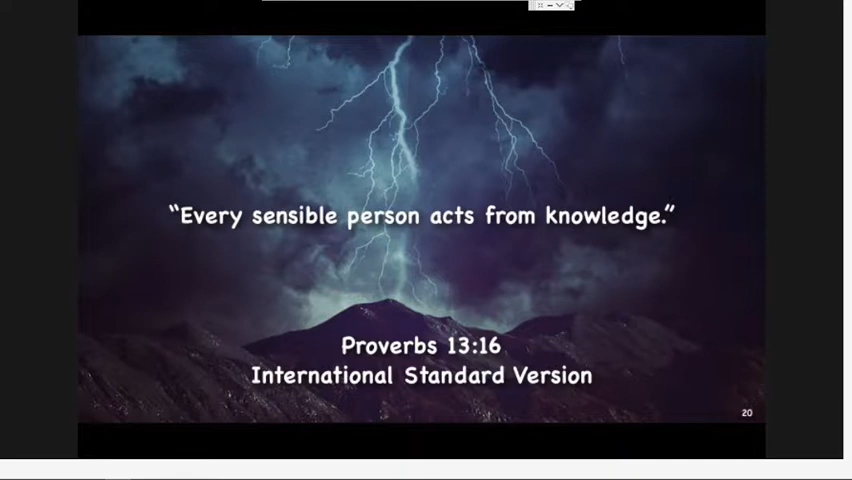 “Every sensible person acts from knowledge.”
Proverbs 13:16
International Standard Version
20